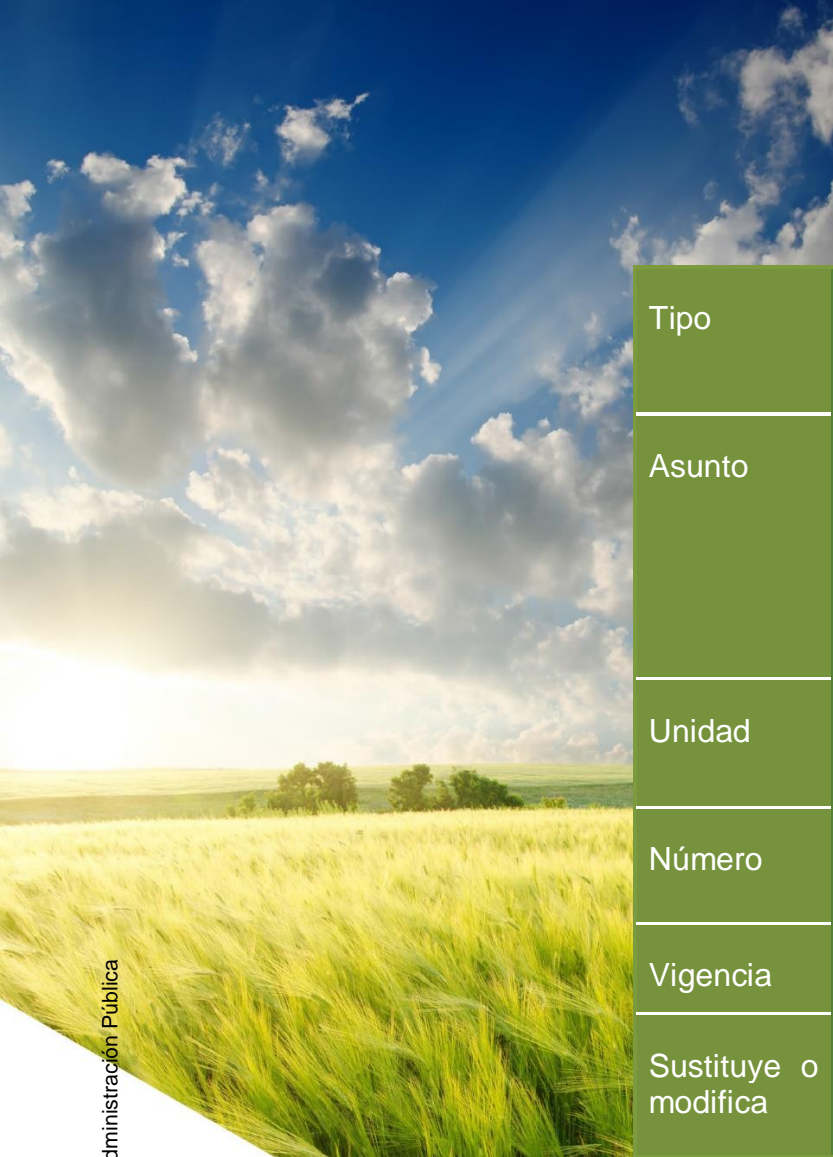 Tipo
Asunto
Unidad
Número
Vigencia
Sustituye o
modifica
dministración Pública